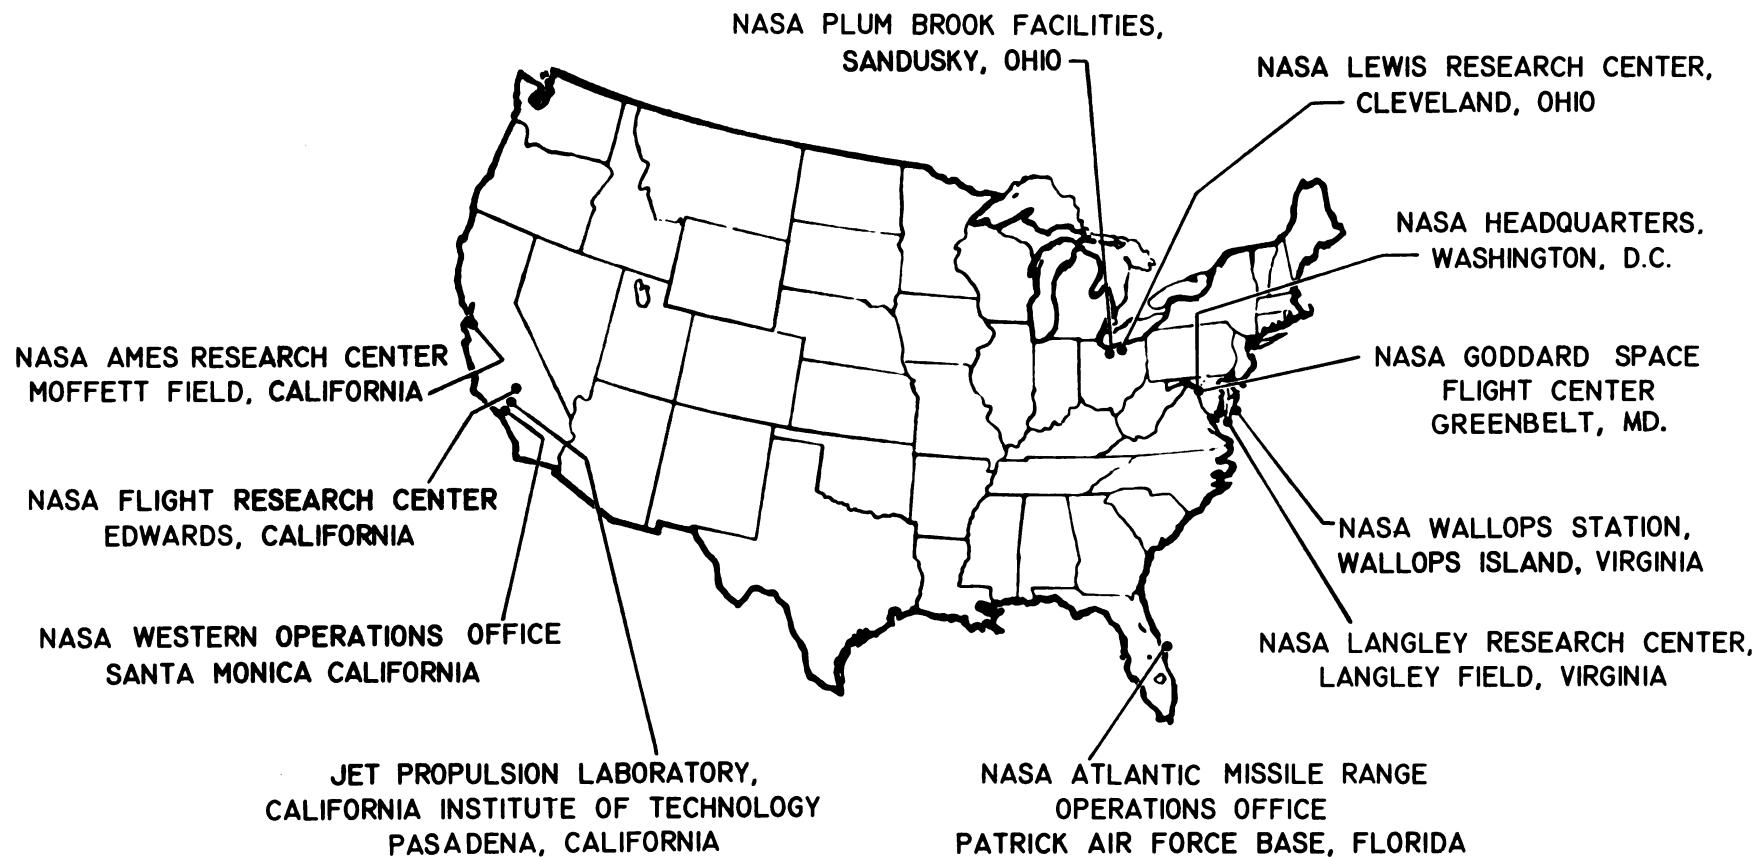 NASA PLUM BROOK FACILITIES,
SANDUSKY, OHIO
NASA LEWIS RESEARCH CENTER,
CLEVELAND, OHIO
NASA HEADQUARTERS,
WASHINGTON, D.C.
NASA AMES RESEARCH CENTER
MOFFETT FIELD, CALIFORNIA
NASA GODDARD SPACE
FLIGHT CENTER
GREENBELT, MD.
NASA FLIGHT RESEARCH CENTER
EDWARDS, CALIFORNIA
NASA WALLOPS STATION,
WALLOPS ISLAND, VIRGINIA
NASA WESTERN OPERATIONS OFFICE
SANTA MONICA CALIFORNIA
NASA LANGLEY RESEARCH CENTER,
LANGLEY FIELD, VIRGINIA
JET PROPULSION LABORATORY,
CALIFORNIA INSTITUTE OF TECHNOLOGY
PASADENA, CALIFORNIA
NASA ATLANTIC MISSILE RANGE
OPERATIONS OFFICE
PATRICK AIR FORCE BASE, FLORIDA